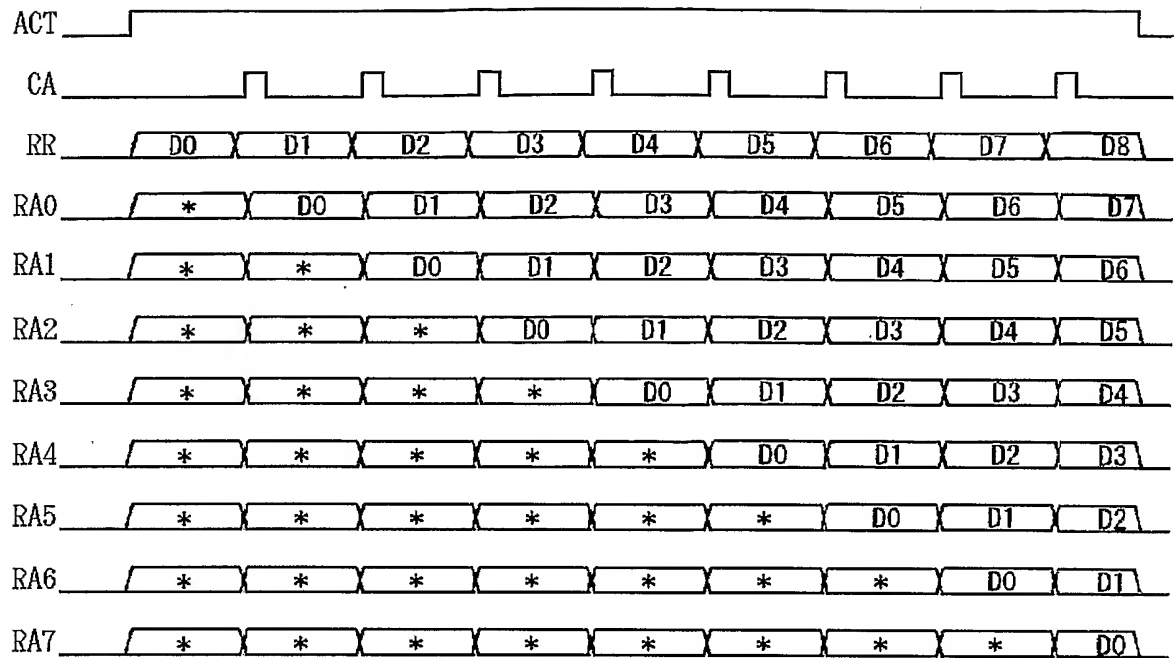 ACT
CA
RR D0 D1 D2 D3 D4 D5 D6 D7 D8
RA0 * D0 D1 D2 D3 D4 D5 D6 D7
RA1 * * D0 D1 D2 D3 D4 D5 D6
RA2 * * * D0 D1 D2 D3 D4 D5
RA3 * * * * D0 D1 D2 D3 D4
RA4 * * * * * D0 D1 D2 D3
RA5 * * * * * * D0 D1 D2
RA6 * * * * * * * D0 D1
RA7 * * * * * * * * D0